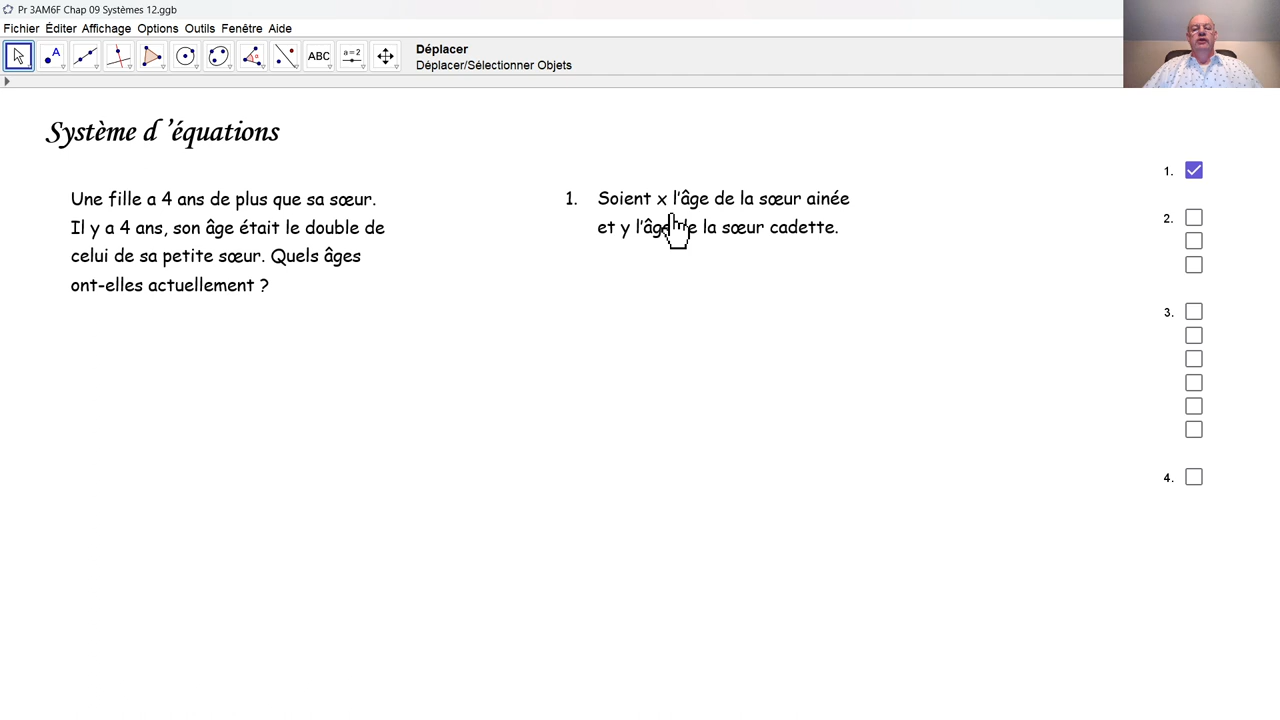 Pr 3AM6F Chap 09 Systèmes 12.ggb
Fichier Éditer Affichage Options Outils Fenêtre Aide
A ABC a=2
Déplacer
Déplacer/Sélectionner Objets
Système d ’équations
Une fille a 4 ans de plus que sa sœur.
Il y a 4 ans, son âge était le double de
celui de sa petite sœur. Quels âges
ont-elles actuellement ?
1. Soient x l’âge de la sœur ainée
et y l’âge de la sœur cadette.
1.
2.
3.
4.